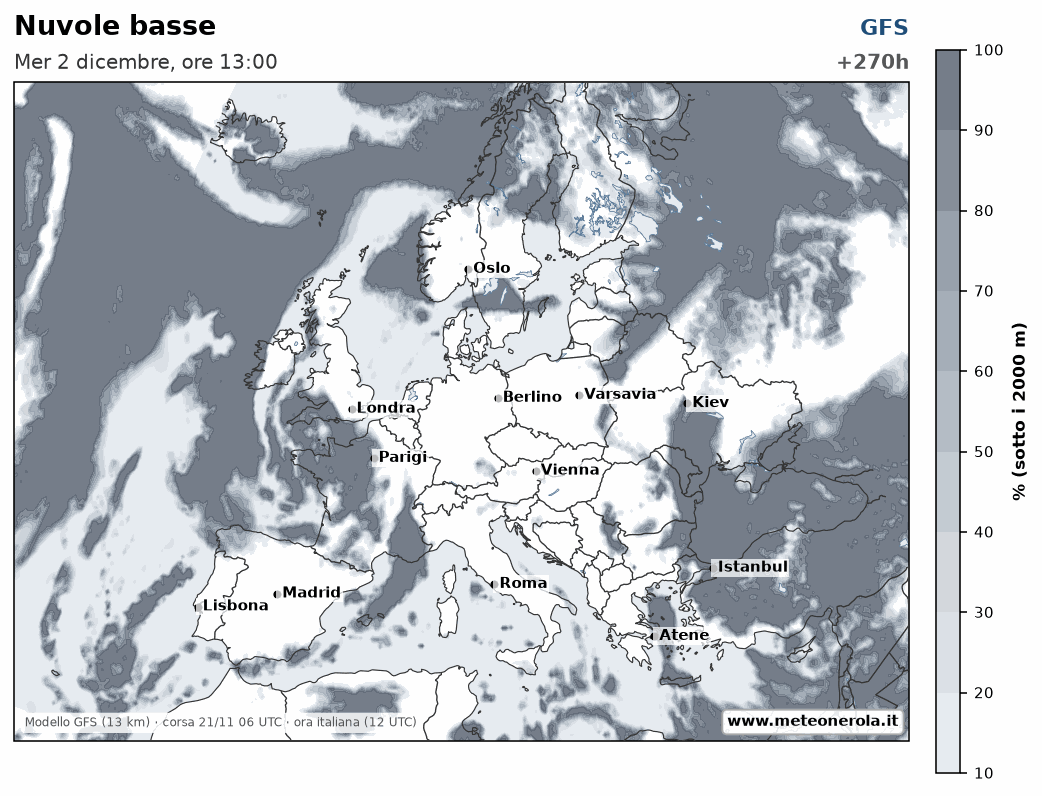 Nuvole basse
GFS
Mer 2 dicembre, ore 13:00
+270h
100
90
80
70
60
50
40
30
20
10
% (sotto i 2000 m)
Oslo
Berlino
Varsavia
Londra
Kiev
Parigi
Vienna
Istanbul
Roma
Madrid
Lisbona
Atene
Modello GFS (13 km) · corsa 21/11 06 UTC · ora italiana (12 UTC)
www.meteonerola.it